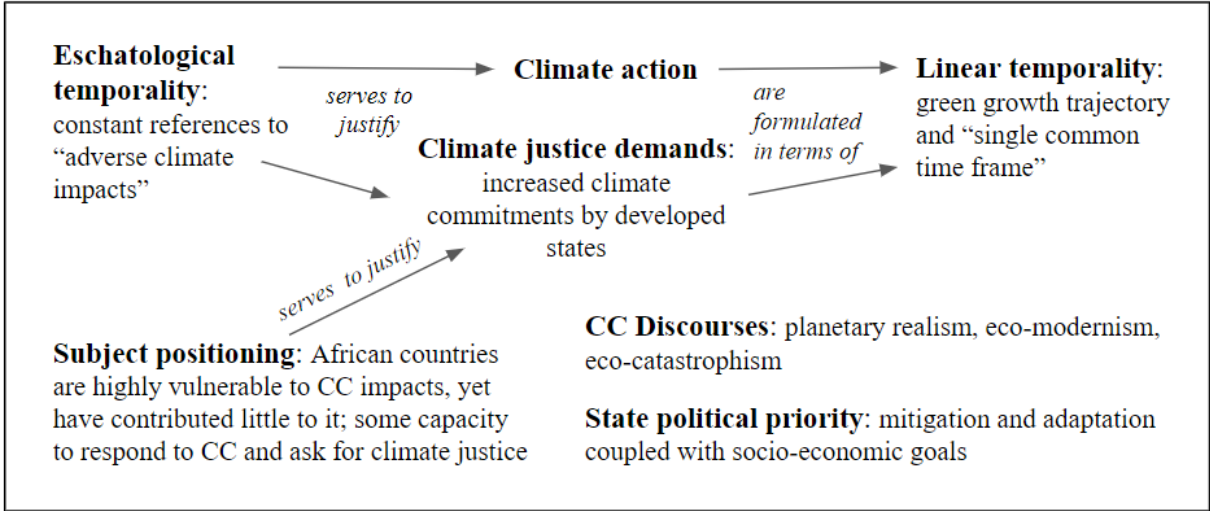 Eschatological
temporality:
constant references to
“adverse climate
impacts”
serves to
justify
Climate action
are
formulated
in terms of
Linear temporality:
green growth trajectory
and “single common
time frame”
Climate justice demands:
increased climate
commitments by developed
states
serves to justify
Subject positioning: African countries
are highly vulnerable to CC impacts, yet
have contributed little to it; some capacity
to respond to CC and ask for climate justice
CC Discourses: planetary realism, eco-modernism,
eco-catastrophism
State political priority: mitigation and adaptation
coupled with socio-economic goals